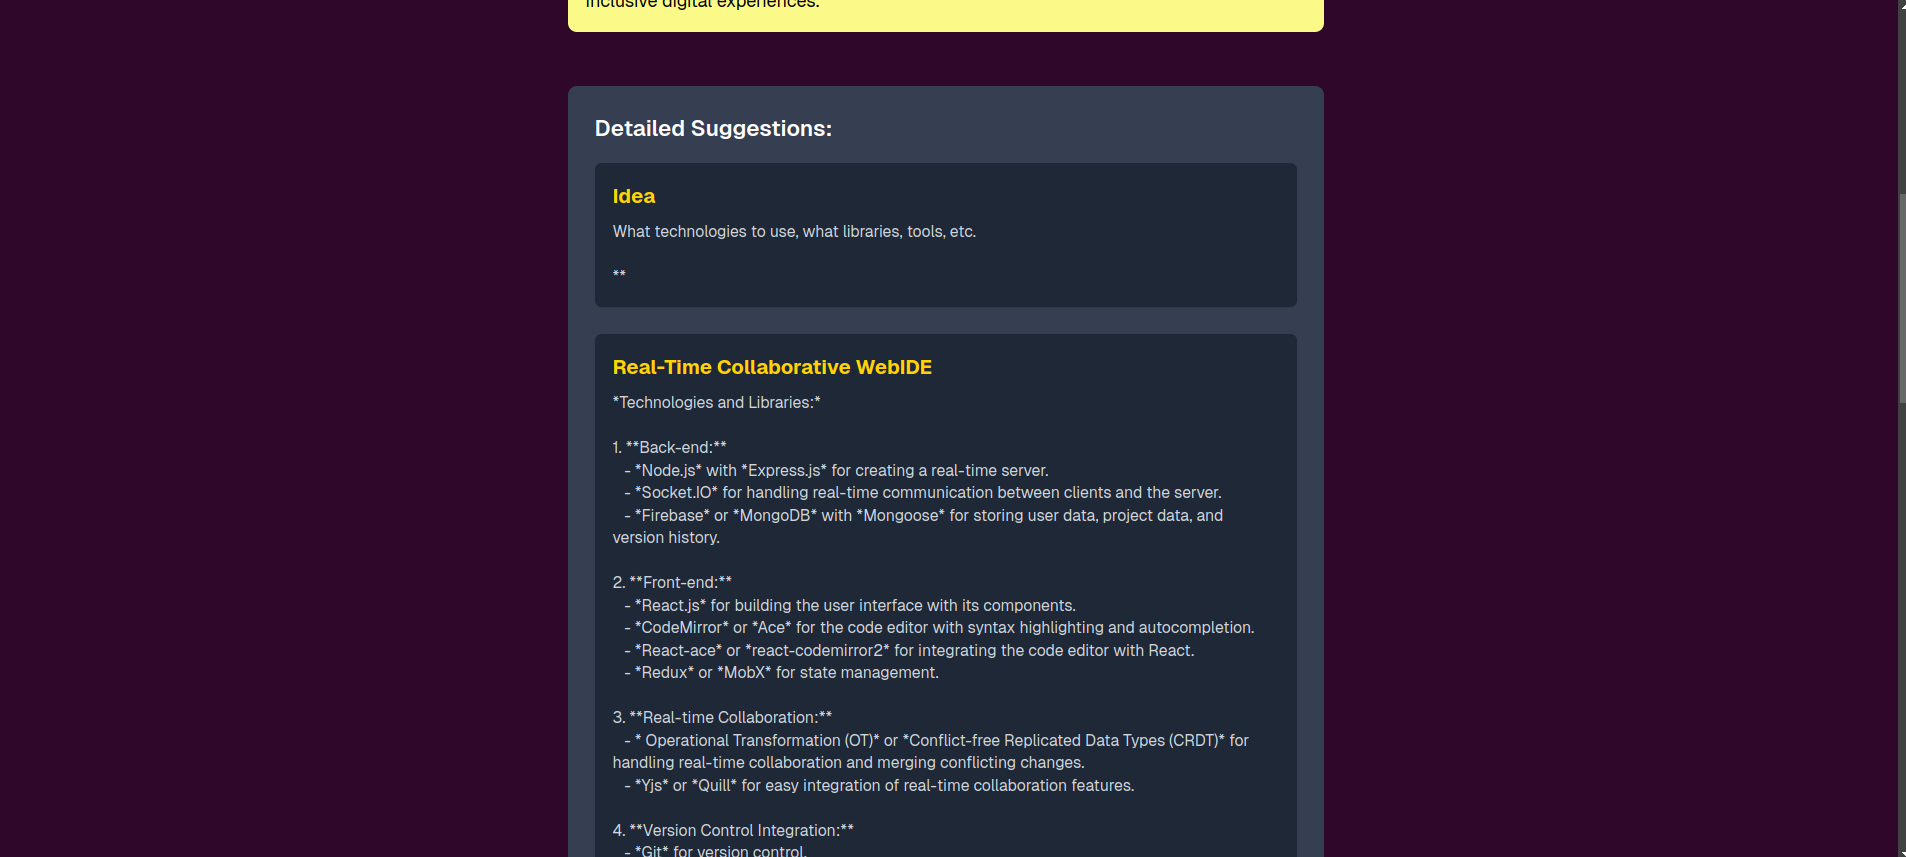 inclusive digital experiences.
Detailed Suggestions:
Idea
What technologies to use, what libraries, tools, etc.
**
Real-Time Collaborative WebIDE
*Technologies and Libraries:*
1. **Back-end:**
- *Node.js* with *Express.js* for creating a real-time server.
- *Socket.IO* for handling real-time communication between clients and the server.
- *Firebase* or *MongoDB* with *Mongoose* for storing user data, project data, and
version history.
2. **Front-end:**
- *React.js* for building the user interface with its components.
- *CodeMirror* or *Ace* for the code editor with syntax highlighting and autocompletion.
- *React-ace* or *react-codemirror2* for integrating the code editor with React.
- *Redux* or *MobX* for state management.
3. **Real-time Collaboration:**
- * Operational Transformation (OT)* or *Conflict-free Replicated Data Types (CRDT)* for
handling real-time collaboration and merging conflicting changes.
- *Yjs* or *Quill* for easy integration of real-time collaboration features.
4. **Version Control Integration:**
- *Git* for version control.